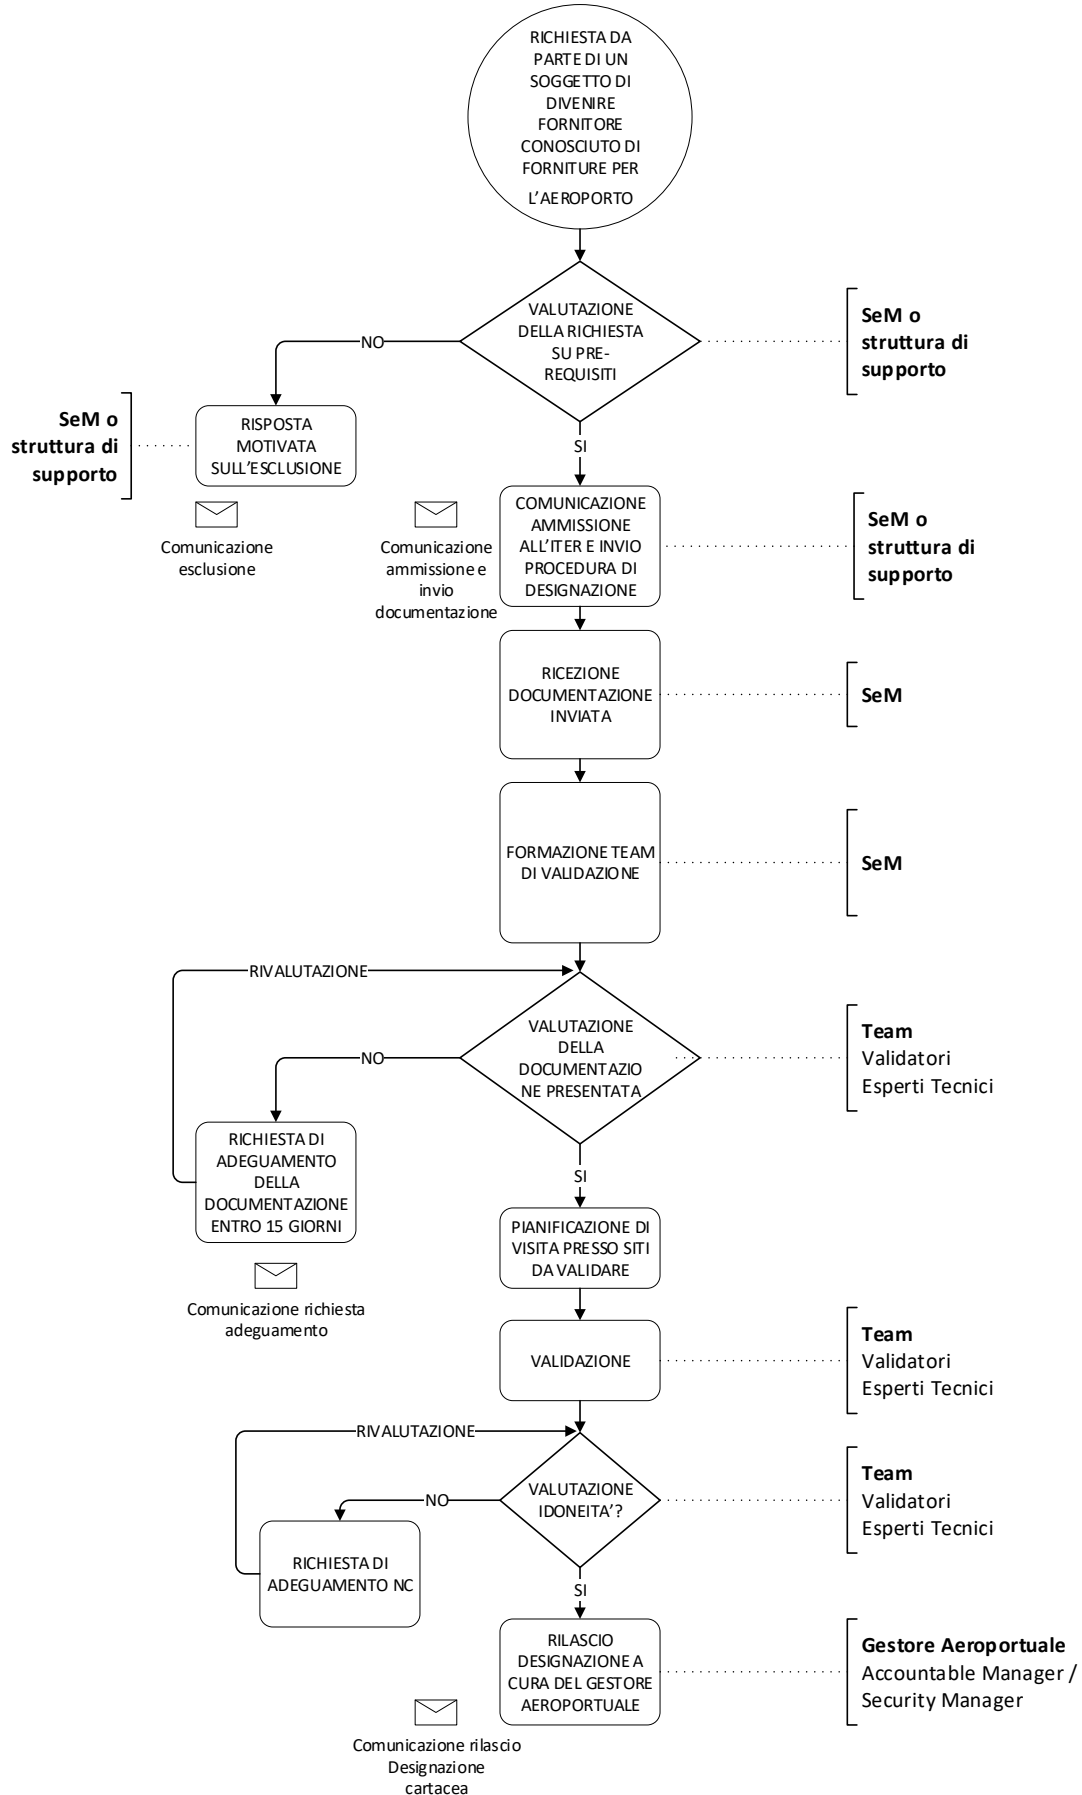 RICHIESTA DA
PARTE DI UN
SOGGETTO DI
DIVENIRE
FORNITORE
CONOSCIUTO DI
FORNITURE PER
L'AEROPORTO
VALUTAZIONE
DELLA RICHIESTA
SU PRE-
REQUISITI
SeM o
struttura di
supporto
NO
SeM o
struttura di
supporto
RISPOSTA
MOTIVATA
SULL'ESCLUSIONE
SI
Comunicazione
esclusione
Comunicazione
ammissione e
invio
documentazione
COMUNICAZIONE
AMMISSIONE
ALL'ITER E INVIO
PROCEDURA DI
DESIGNAZIONE
SeM o
struttura di
supporto
RICEZIONE
DOCUMENTAZIONE
INVIATA
SeM
FORMAZIONE TEAM
DI VALIDAZIONE
SeM
RIVALUTAZIONE
VALUTAZIONE
DELLA
DOCUMENTAZIO
NE PRESENTATA
Team
Validatori
Esperti Tecnici
NO
RICHIESTA DI
ADEGUAMENTO
DELLA
DOCUMENTAZIONE
ENTRO 15 GIORNI
SI
Comunicazione richiesta
adeguamento
PIANIFICAZIONE DI
VISITA PRESSO SITI
DA VALIDARE
VALIDAZIONE
Team
Validatori
Esperti Tecnici
RIVALUTAZIONE
VALUTAZIONE
IDONEITA'?
Team
Validatori
Esperti Tecnici
NO
RICHIESTA DI
ADEGUAMENTO NC
SI
RILASCIO
DESIGNAZIONE A
CURA DEL GESTORE
AEROPORTUALE
Gestore Aeroportuale
Accountable Manager /
Security Manager
Comunicazione rilascio
Designazione
cartacea